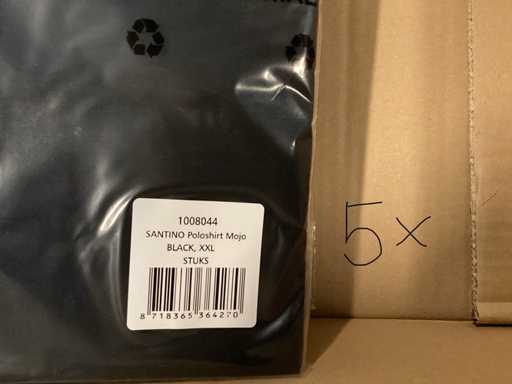 1008044
SANTINO Poloshirt Mojo
BLACK, XXL
STUKS
8 718365 364270
5x